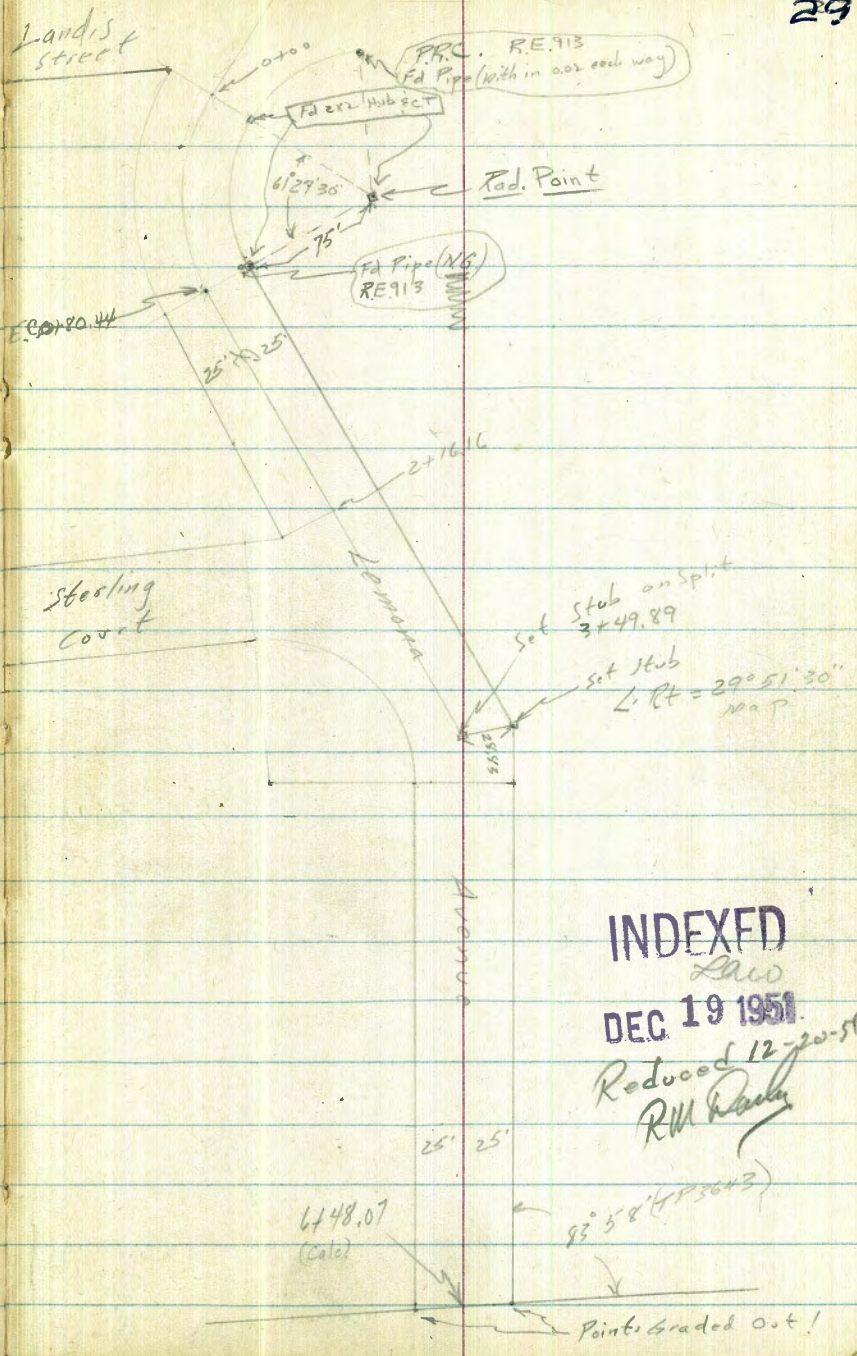 29
Landis
Street
0+00
P.R.C. R.E. 913
Fd Pipe (with in 0.02 each way)
Fd 2x2 Hub & CT
61°29'30"
Rad. Point
75'
Fd Pipe (NG)
R.E. 913
E.C. 0+80.44
25' 25'
2+16.16
Sterling
Court
Lemona
Set Stub on Split
3+49.89
Set Stub
∠ Rt = 29°51'30"
Map
Avenue
INDEXED
DEC 19 1951
Reduced 12-20-51
25' 25'
6+48.07
(Calc)
Points Graded Out!